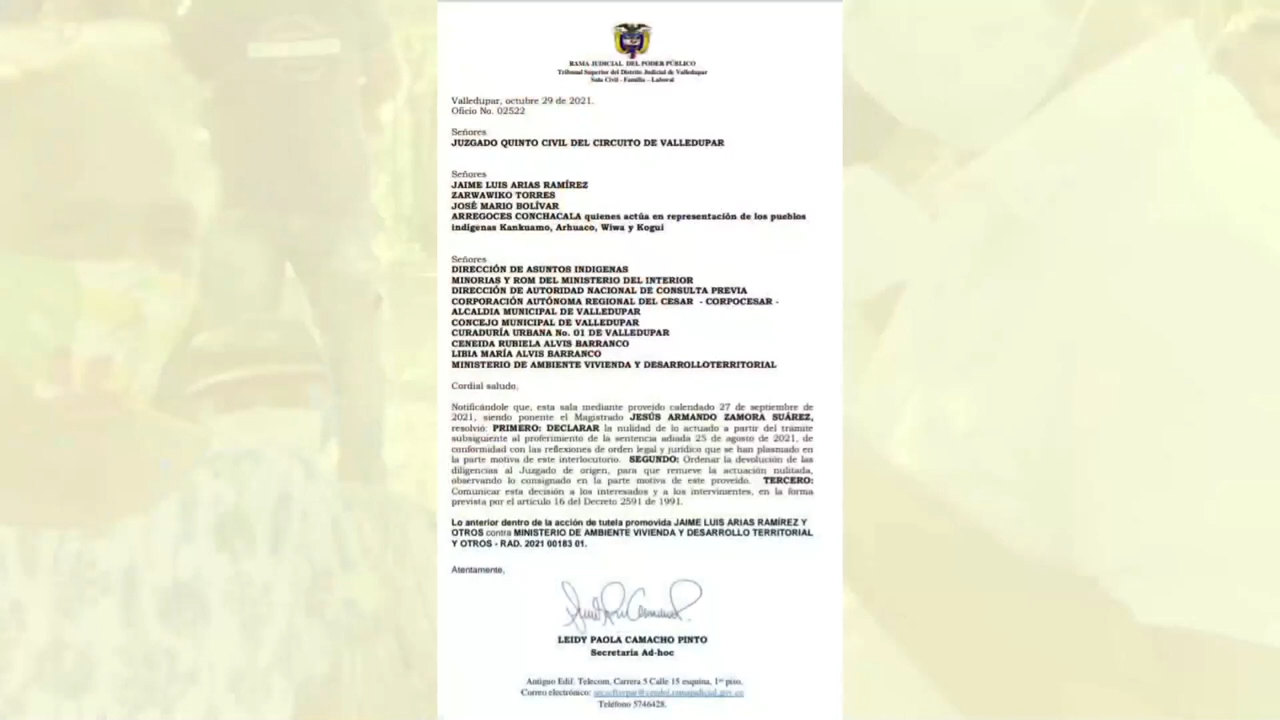 RAMA JUDICIAL DEL PODER PÚBLICO
Tribunal Superior del Distrito Judicial de Valledupar
Sala Civil - Familia - Laboral
Valledupar, octubre 29 de 2021.
Oficio No. 02522
Señores
JUZGADO QUINTO CIVIL DEL CIRCUITO DE VALLEDUPAR
Señores
JAIME LUIS ARIAS RAMÍREZ
ZARWAWIKO TORRES
JOSÉ MARIO BOLÍVAR
ARREGOCES CONCHACALA quienes actúa en representación de los pueblos
indígenas Kankuamo, Arhuaco, Wiwa y Kogui
Señores
DIRECCIÓN DE ASUNTOS INDIGENAS
MINORIAS Y ROM DEL MINISTERIO DEL INTERIOR
DIRECCIÓN DE AUTORIDAD NACIONAL DE CONSULTA PREVIA
CORPORACIÓN AUTÓNOMA REGIONAL DEL CESAR - CORPOCESAR -
ALCALDIA MUNICIPAL DE VALLEDUPAR
CONCEJO MUNICIPAL DE VALLEDUPAR
CURADURÍA URBANA No. 01 DE VALLEDUPAR
CENEIDA RUBIELA ALVIS BARRANCO
LIBIA MARÍA ALVIS BARRANCO
MINISTERIO DE AMBIENTE VIVIENDA Y DESARROLLOTERRITORIAL
Cordial saludo,
Notificándole que, esta sala mediante proveído calendado 27 de septiembre de
2021, siendo ponente el Magistrado JESÚS ARMANDO ZAMORA SUÁREZ,
resolvió: PRIMERO: DECLARAR la nulidad de lo actuado a partir del trámite
subsiguiente al proferimiento de la sentencia adiada 25 de agosto de 2021, de
conformidad con las reflexiones de orden legal y jurídico que se han plasmado en
la parte motiva de este interlocutorio. SEGUNDO: Ordenar la devolución de las
diligencias al Juzgado de origen, para que renueve la actuación nulitada,
observando lo consignado en la parte motiva de este proveído. TERCERO:
Comunicar esta decisión a los interesados y a los intervinientes, en la forma
prevista por el artículo 16 del Decreto 2591 de 1991.
Lo anterior dentro de la acción de tutela promovida JAIME LUIS ARIAS RAMÍREZ Y
OTROS contra MINISTERIO DE AMBIENTE VIVIENDA Y DESARROLLO TERRITORIAL
Y OTROS - RAD. 2021 00183 01.
Atentamente,
LEIDY PAOLA CAMACHO PINTO
Secretaria Ad-hoc
Antiguo Edif. Telecom, Carrera 5 Calle 15 esquina, 1er piso.
Correo electrónico:
Teléfono 5746428.